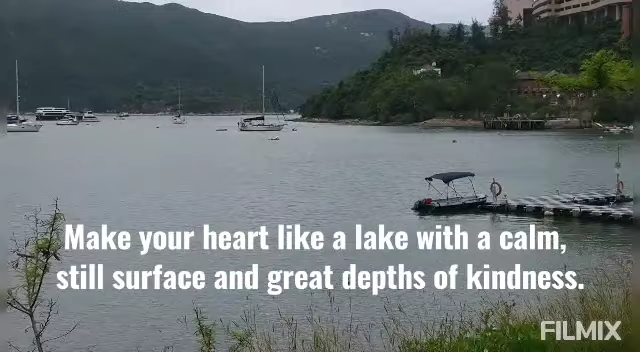 Make your heart like a lake with a calm,
still surface and great depths of kindness.
FILMIX